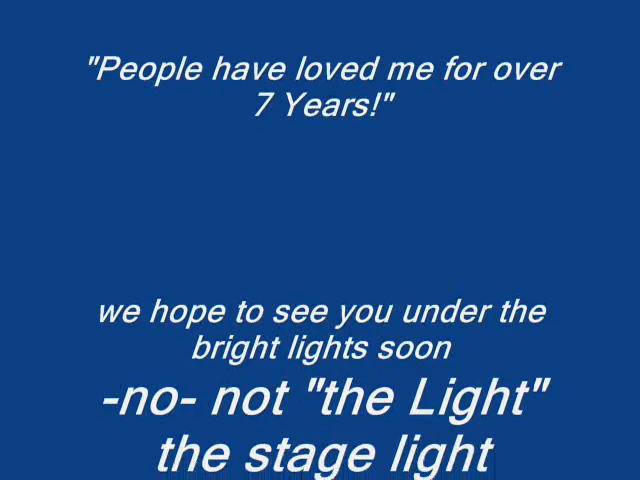 "People have loved me for over
7 Years!"
we hope to see you under the
bright lights soon
-no- not "the Light"
the stage light